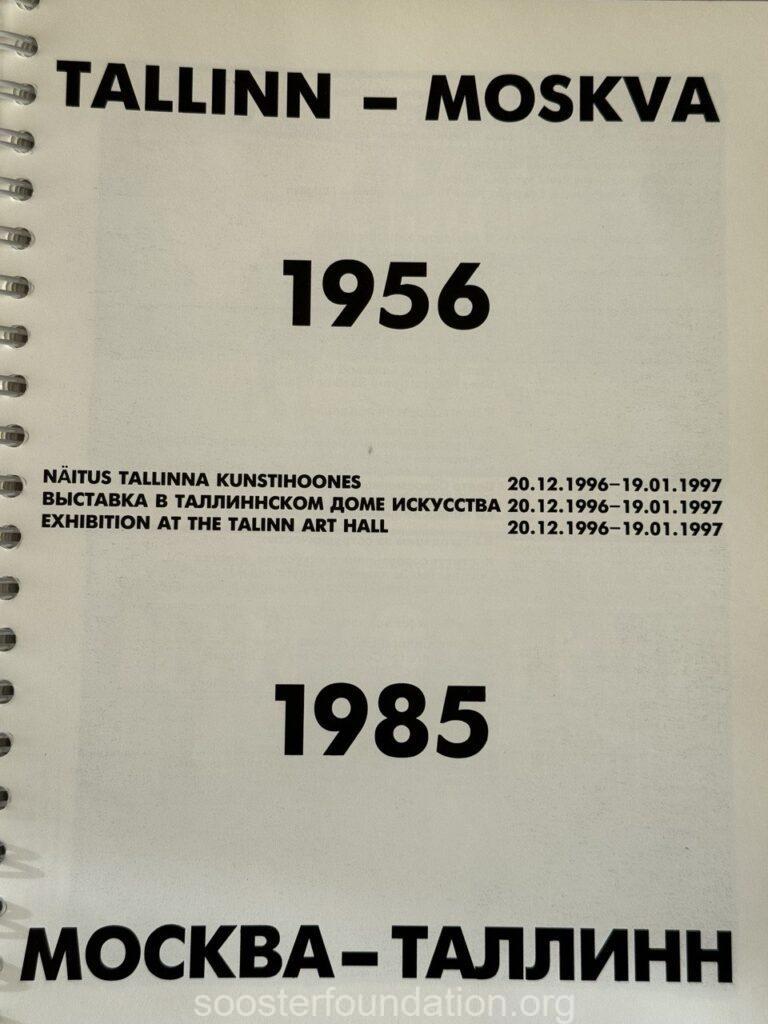 TALLINN – MOSKVA
1956
NÄITUS TALLINNA KUNSTIHOONES 20.12.1996–19.01.1997
ВЫСТАВКА В ТАЛЛИННСКОМ ДОМЕ ИСКУССТВА 20.12.1996–19.01.1997
EXHIBITION AT THE TALINN ART HALL 20.12.1996–19.01.1997
1985
МОСКВА – ТАЛЛИНН
soosterfoundation.org